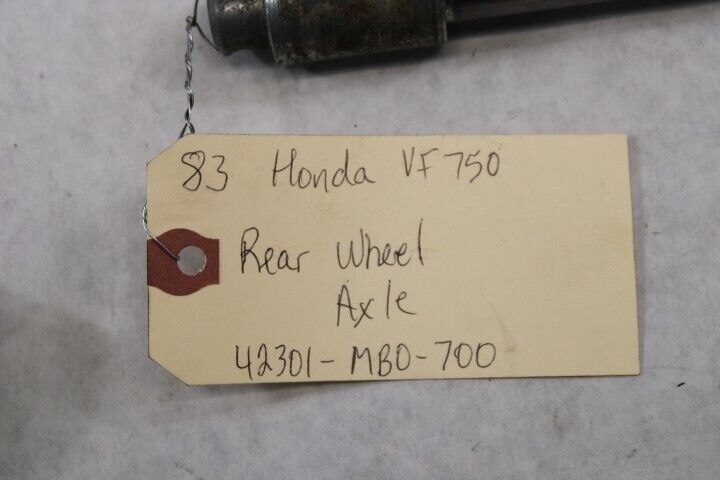 83 Honda VF750
Rear Wheel
Axle
42301-MB0-700